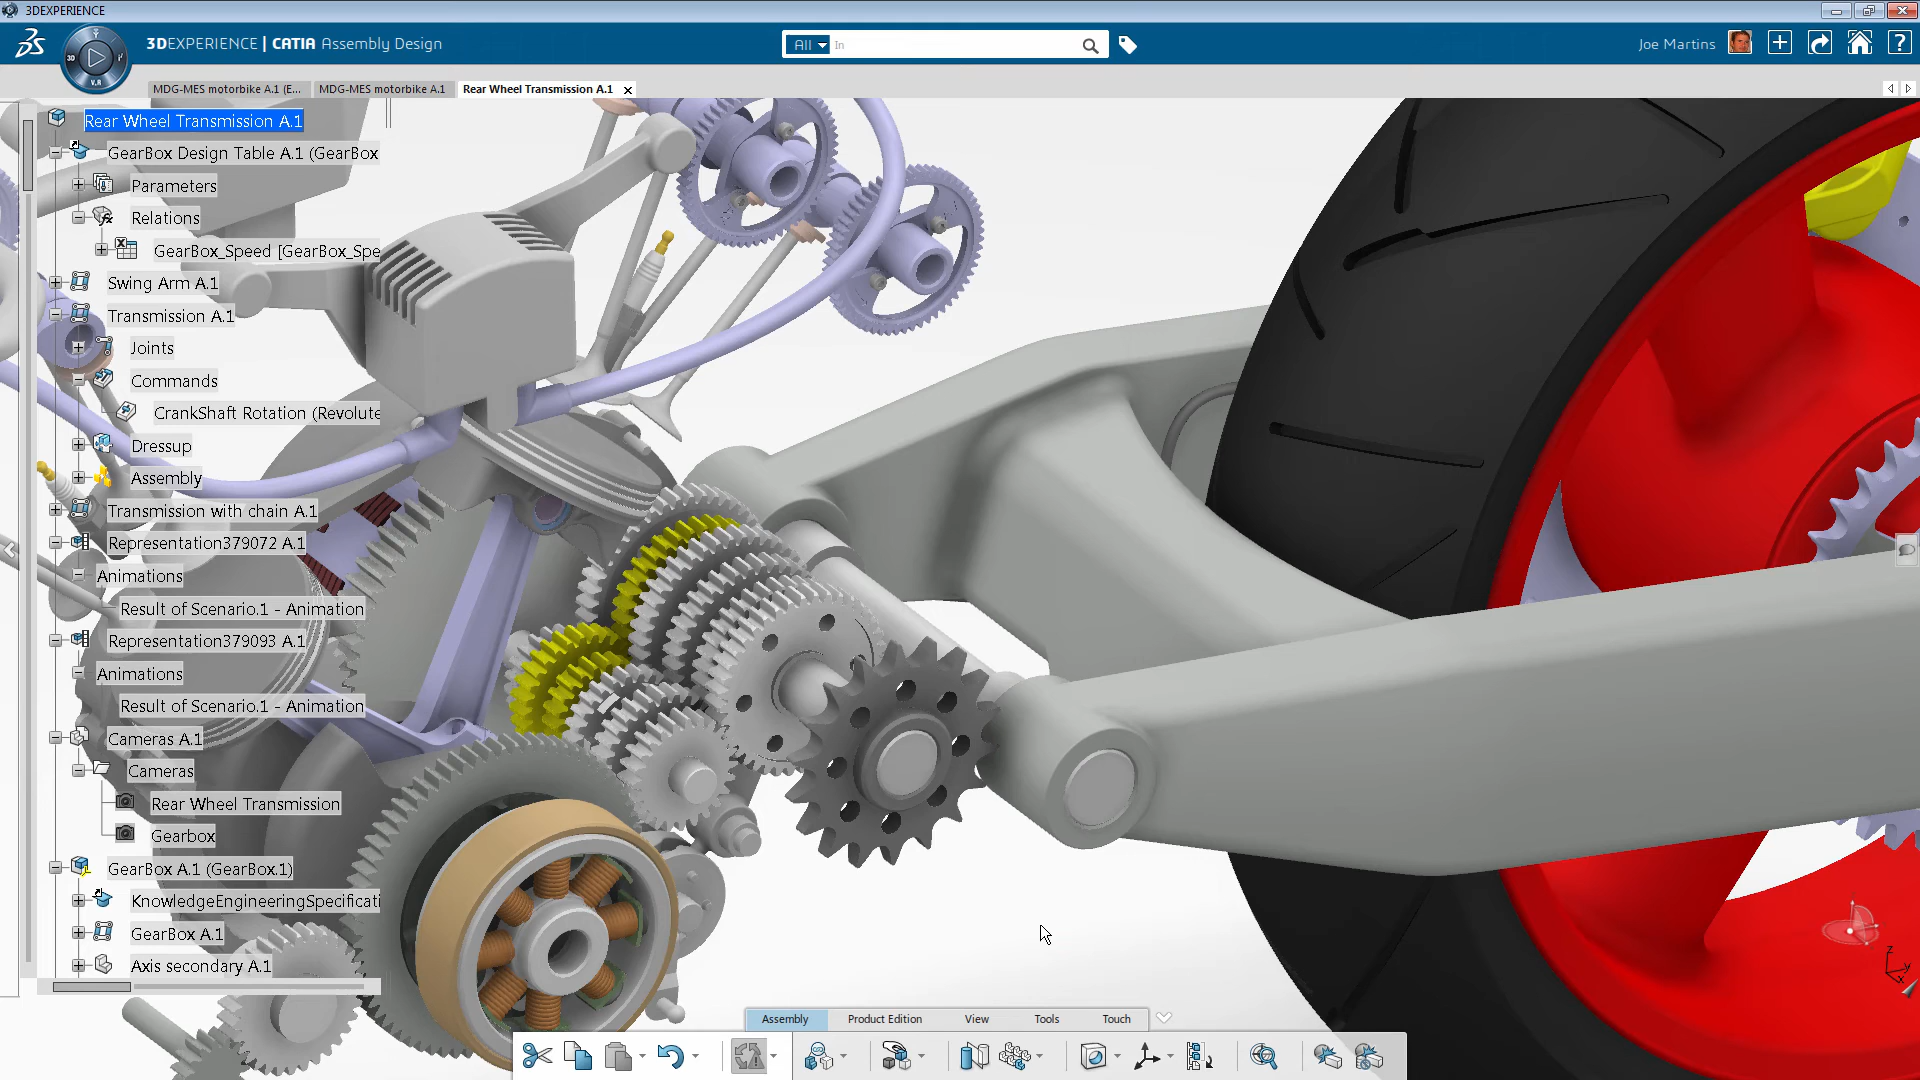 3DEXPERIENCE
3DEXPERIENCE | CATIA Assembly Design
All
In
Joe Martins
3D
V.R
MDG-MES motorbike A.1 (E...
MDG-MES motorbike A.1
Rear Wheel Transmission A.1
Rear Wheel Transmission A.1
GearBox Design Table A.1 (GearBox
Parameters
Relations
GearBox_Speed [GearBox_Spe
Swing Arm A.1
Transmission A.1
Joints
Commands
CrankShaft Rotation (Revolute
Dressup
Assembly
Transmission with chain A.1
Representation379072 A.1
Animations
Result of Scenario.1 - Animation
Representation379093 A.1
Animations
Result of Scenario.1 - Animation
Cameras A.1
Cameras
Rear Wheel Transmission
Gearbox
GearBox A.1 (GearBox.1)
KnowledgeEngineeringSpecificati
GearBox A.1
Axis secondary A.1
z
y
x
Assembly
Product Edition
View
Tools
Touch